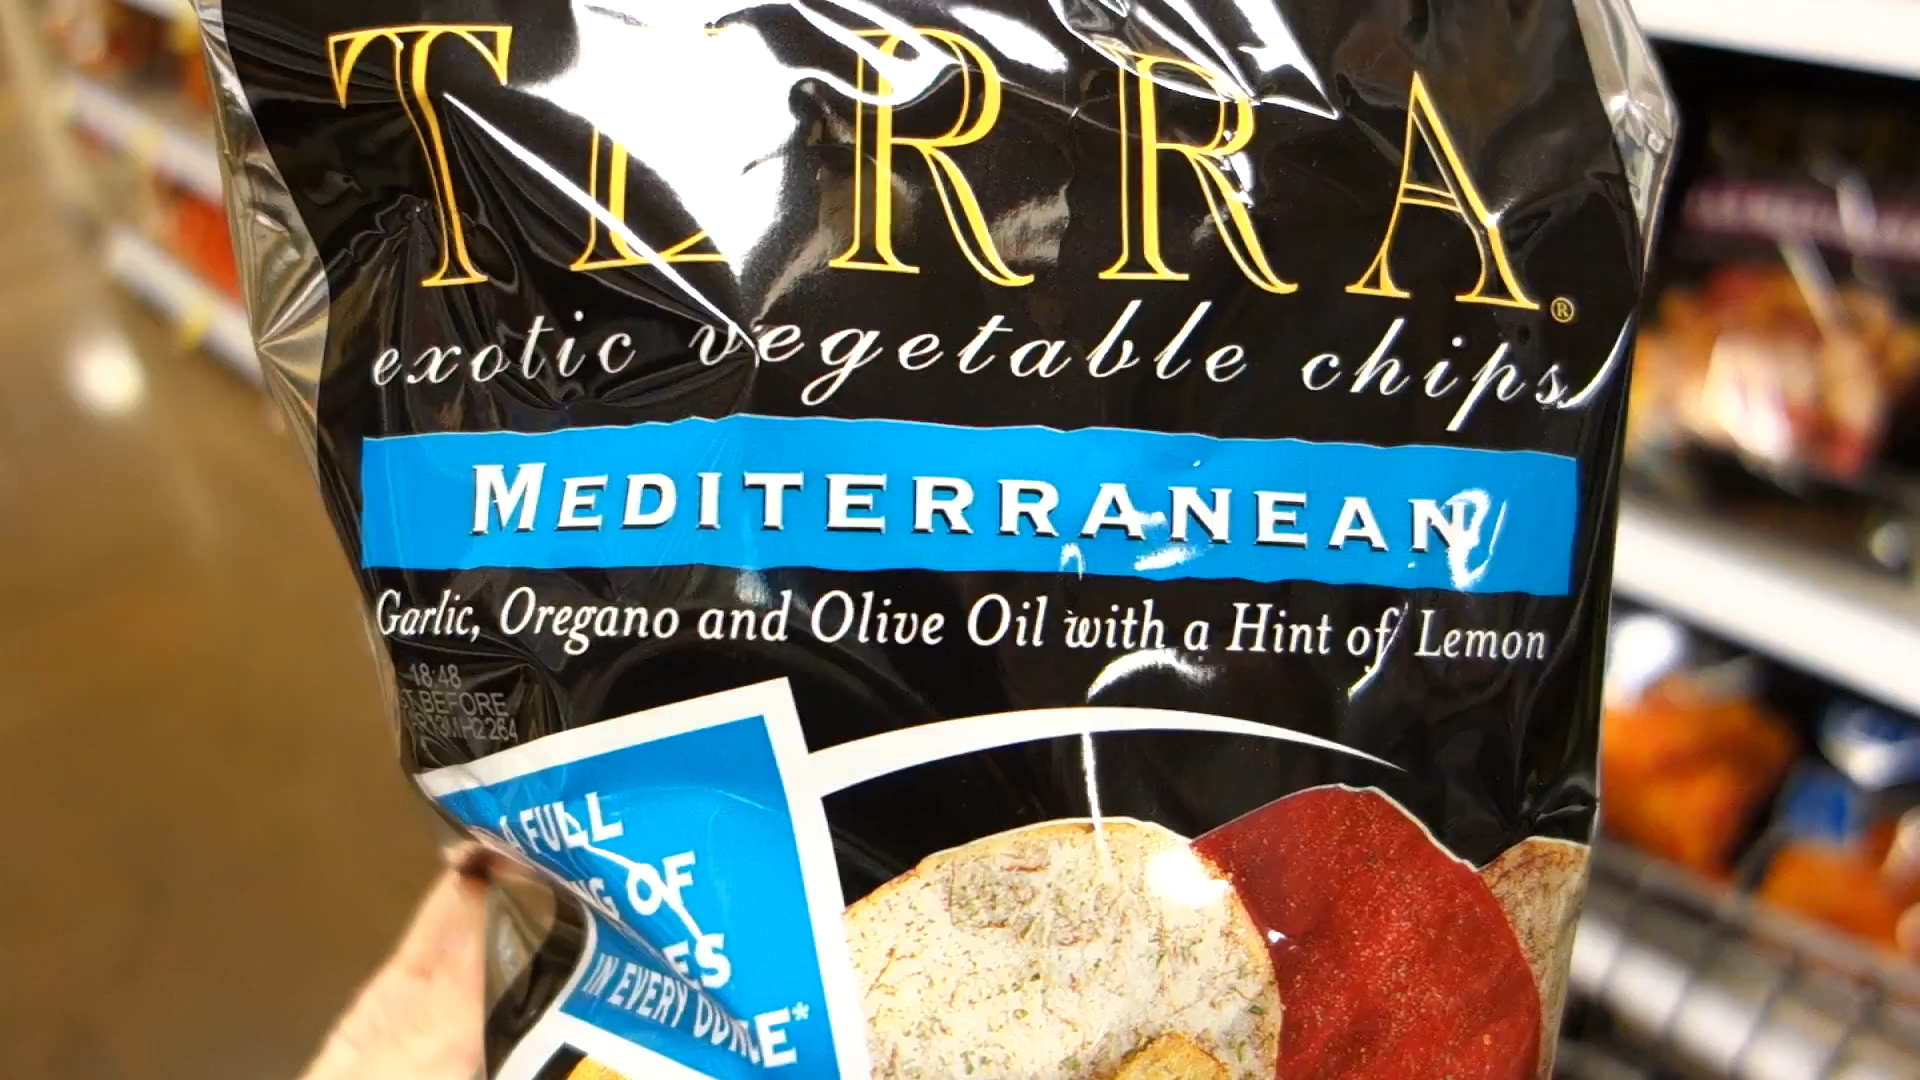 TERRA®
exotic vegetable chips
MEDITERRANEAN
Garlic, Oregano and Olive Oil with a Hint of Lemon
18:48
BEFORE
A FULL
OF
IN EVERY OUNCE*